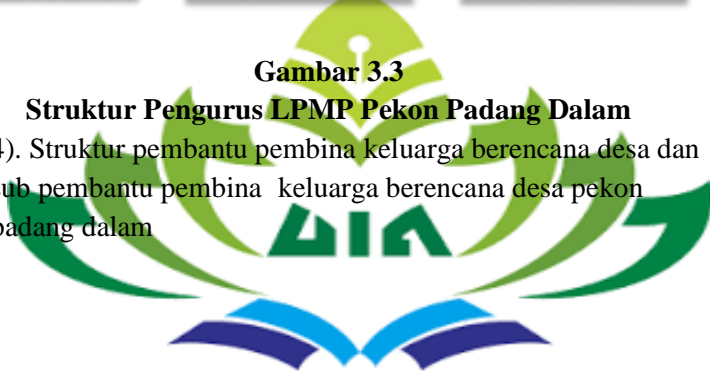 Gambar 3.3
Struktur Pengurus LPMP Pekon Padang Dalam
4). Struktur pembantu pembina keluarga berencana desa dan
sub pembantu pembina keluarga berencana desa pekon
padang dalam
UIN